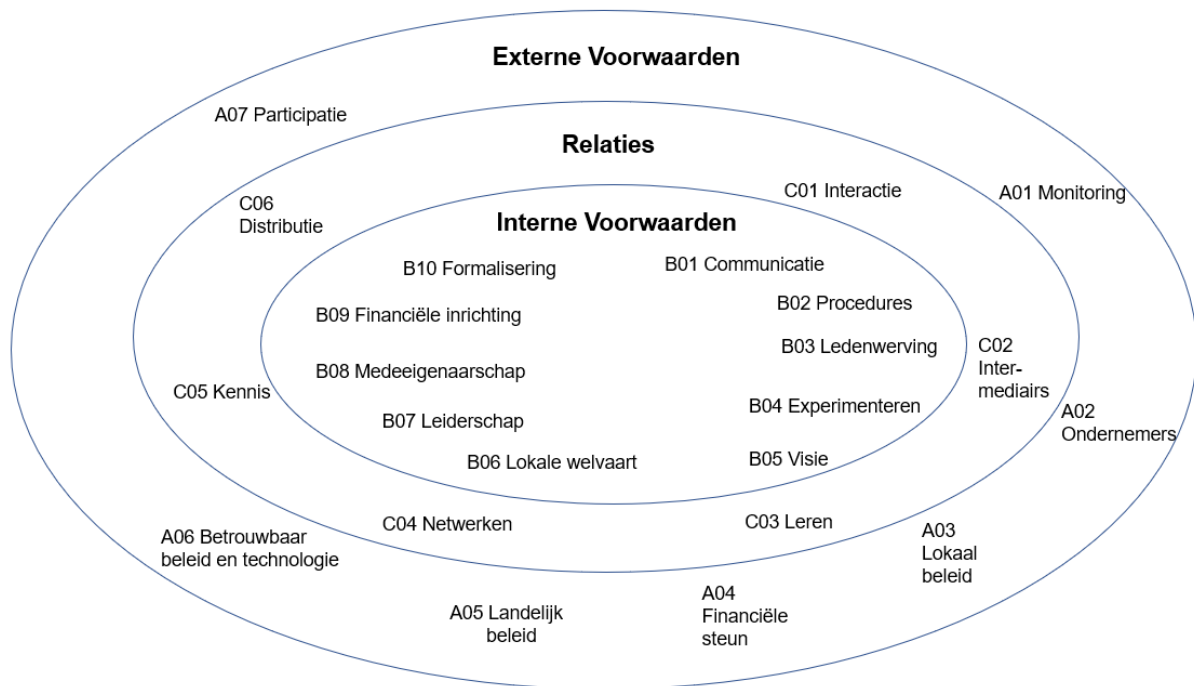 Externe Voorwaarden
A07 Participatie
Relaties
C01 Interactie
A01 Monitoring
C06
Distributie
Interne Voorwaarden
B10 Formalisering
B01 Communicatie
B09 Financiële inrichting
B02 Procedures
B03 Ledenwerving
C02
Inter-
mediairs
B08 Medeeigenaarschap
C05 Kennis
B04 Experimenteren
A02
Ondernemers
B07 Leiderschap
B06 Lokale welvaart
B05 Visie
C04 Netwerken
C03 Leren
A03
Lokaal
beleid
A06 Betrouwbaar
beleid en technologie
A05 Landelijk
beleid
A04
Financiële
steun